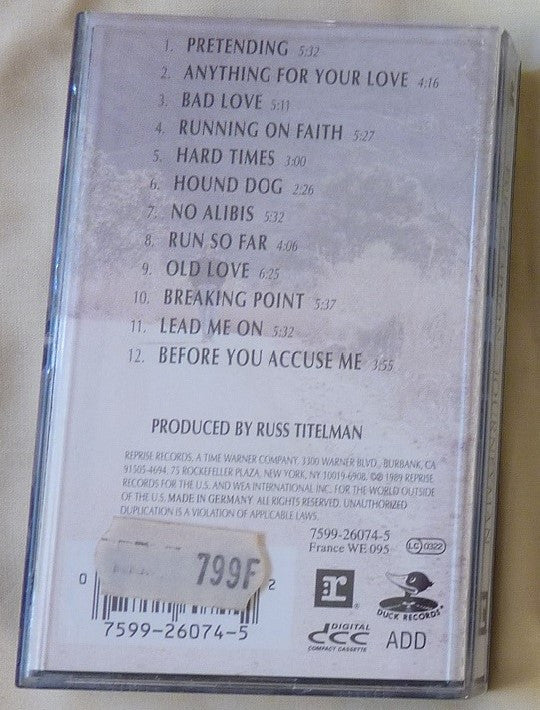 1. PRETENDING 5:32
2. ANYTHING FOR YOUR LOVE 4:16
3. BAD LOVE 5:11
4. RUNNING ON FAITH 5:27
5. HARD TIMES 3:00
6. HOUND DOG 2:26
7. NO ALIBIS 5:32
8. RUN SO FAR 4:06
9. OLD LOVE 6:25
10. BREAKING POINT 5:37
11. LEAD ME ON 5:32
12. BEFORE YOU ACCUSE ME 3:55
PRODUCED BY RUSS TITELMAN
REPRISE RECORDS. A TIME WARNER COMPANY. 3300 WARNER BLVD., BURBANK, CA
91505-4694. 75 ROCKEFELLER PLAZA, NEW YORK, NY 10019-6908. ©℗ 1989 REPRISE
RECORDS FOR THE U.S. AND WEA INTERNATIONAL INC. FOR THE WORLD OUTSIDE
OF THE U.S. MADE IN GERMANY. ALL RIGHTS RESERVED. UNAUTHORIZED
DUPLICATION IS A VIOLATION OF APPLICABLE LAWS.
7599-26074-5
France WE 095
LC 0322
799F
0 2
7599-26074-5
r
DUCK RECORDS
DIGITAL
dcc
COMPACT CASSETTE
ADD